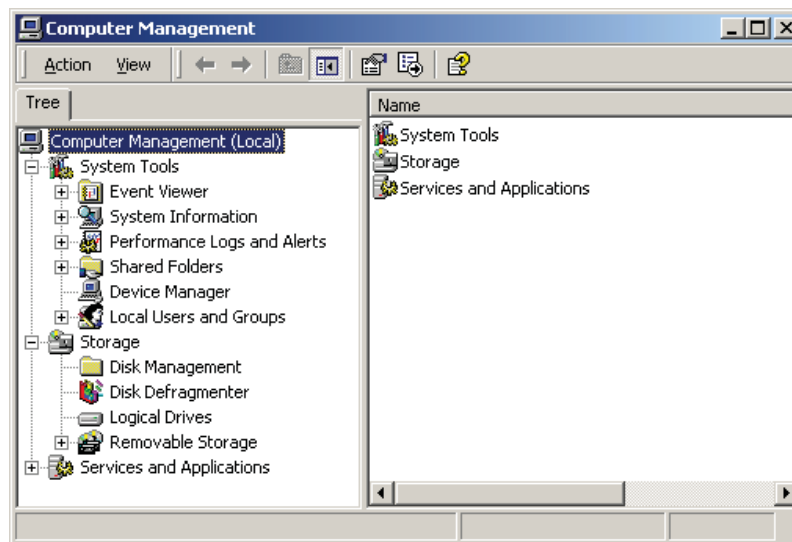 Computer Management
Action View
Tree
Computer Management (Local)
System Tools
Event Viewer
System Information
Performance Logs and Alerts
Shared Folders
Device Manager
Local Users and Groups
Storage
Disk Management
Disk Defragmenter
Logical Drives
Removable Storage
Services and Applications
Name
System Tools
Storage
Services and Applications